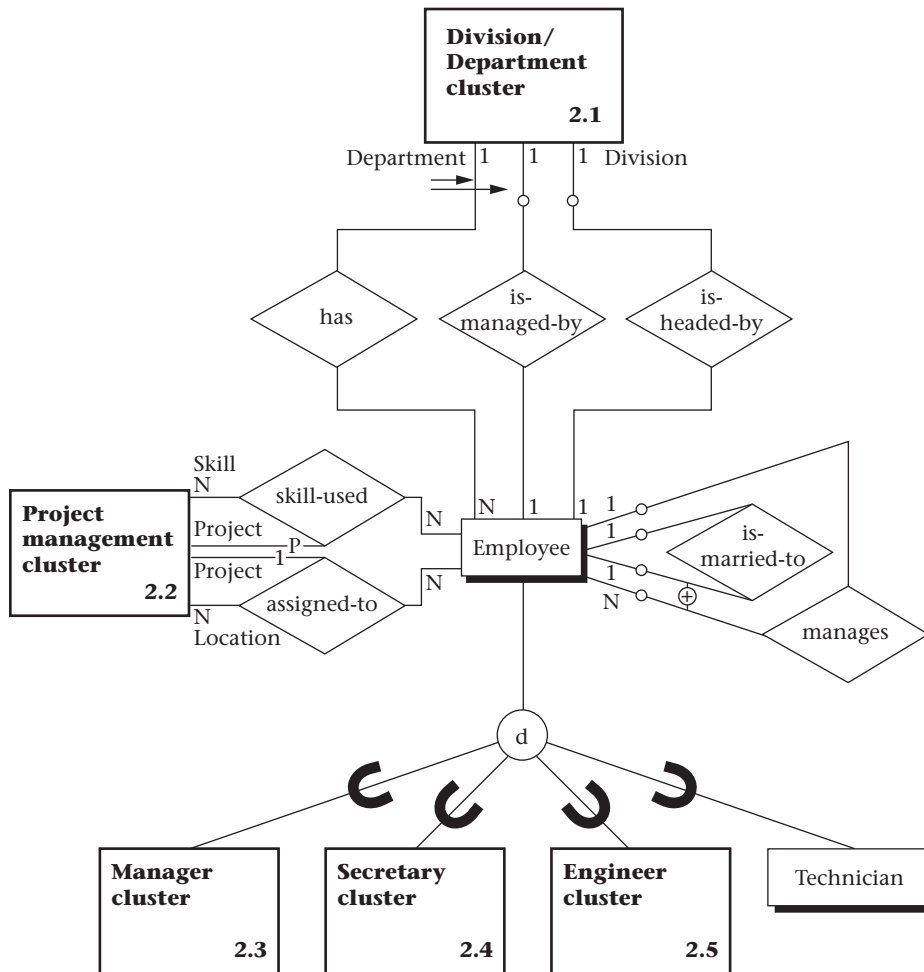 Division/
Department
cluster
2.1
Department 1 1 1 Division
has
is-
managed-by
is-
headed-by
Skill
N
skill-used
N
Project
P
Project
management
cluster
2.2
1
Project
N
assigned-to
N
Location
N 1 1
Employee
1
1
1
N
is-
married-to
+
manages
d
Manager
cluster
2.3
Secretary
cluster
2.4
Engineer
cluster
2.5
Technician